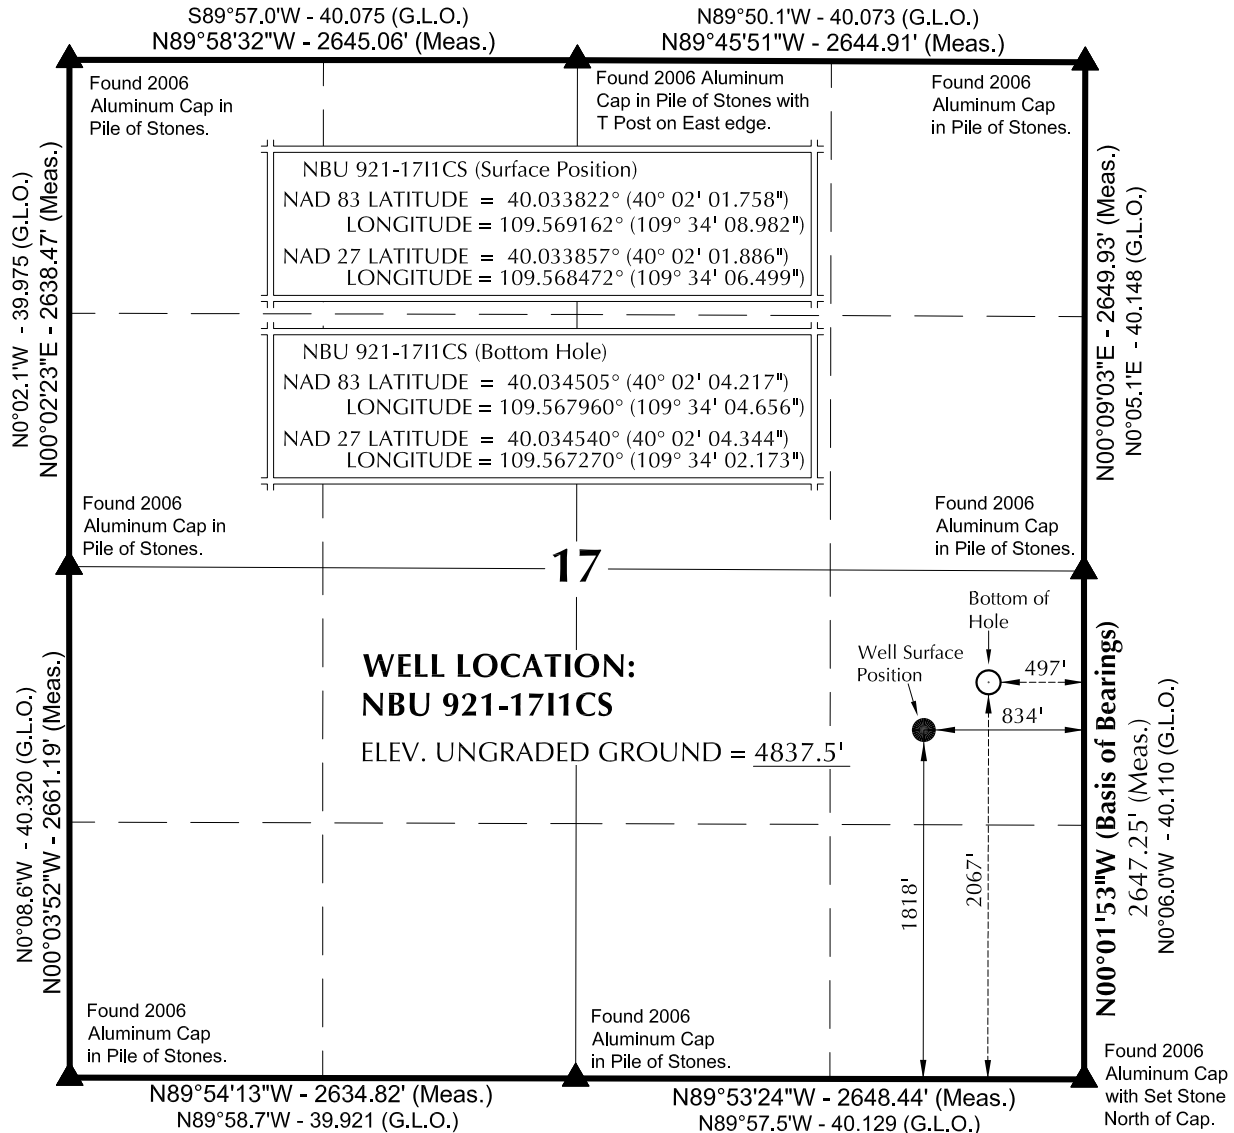 S89°57.0'W - 40.075 (G.L.O.)
N89°58'32"W - 2645.06' (Meas.)
N89°50.1'W - 40.073 (G.L.O.)
N89°45'51"W - 2644.91' (Meas.)
Found 2006
Aluminum Cap in
Pile of Stones.
Found 2006 Aluminum
Cap in Pile of Stones with
T Post on East edge.
Found 2006
Aluminum Cap
in Pile of Stones.
NBU 921-17I1CS (Surface Position)
NAD 83 LATITUDE = 40.033822° (40° 02' 01.758")
LONGITUDE = 109.569162° (109° 34' 08.982")
NAD 27 LATITUDE = 40.033857° (40° 02' 01.886")
LONGITUDE = 109.568472° (109° 34' 06.499")
NBU 921-17I1CS (Bottom Hole)
NAD 83 LATITUDE = 40.034505° (40° 02' 04.217")
LONGITUDE = 109.567960° (109° 34' 04.656")
NAD 27 LATITUDE = 40.034540° (40° 02' 04.344")
LONGITUDE = 109.567270° (109° 34' 02.173")
N0°02.1'W - 39.975 (G.L.O.)
N00°02'23"E - 2638.47' (Meas.)
N00°09'03"E - 2649.93' (Meas.)
N0°05.1'E - 40.148 (G.L.O.)
Found 2006
Aluminum Cap in
Pile of Stones.
Found 2006
Aluminum Cap
in Pile of Stones.
17
Bottom of
Hole
Well Surface
Position
497'
834'
WELL LOCATION:
NBU 921-17I1CS
ELEV. UNGRADED GROUND = 4837.5'
1818'
2067'
N0°08.6'W - 40.320 (G.L.O.)
N00°03'52"W - 2661.19' (Meas.)
N00°01'53"W (Basis of Bearings)
2647.25' (Meas.)
N0°06.0'W - 40.110 (G.L.O.)
Found 2006
Aluminum Cap
in Pile of Stones.
Found 2006
Aluminum Cap
in Pile of Stones.
Found 2006
Aluminum Cap
with Set Stone
North of Cap.
N89°54'13"W - 2634.82' (Meas.)
N89°58.7'W - 39.921 (G.L.O.)
N89°53'24"W - 2648.44' (Meas.)
N89°57.5'W - 40.129 (G.L.O.)